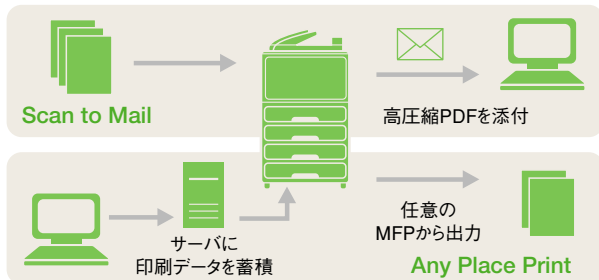 Scan to Mail
高圧縮PDFを添付
サーバに
印刷データを蓄積
任意の
MFPから出力
Any Place Print